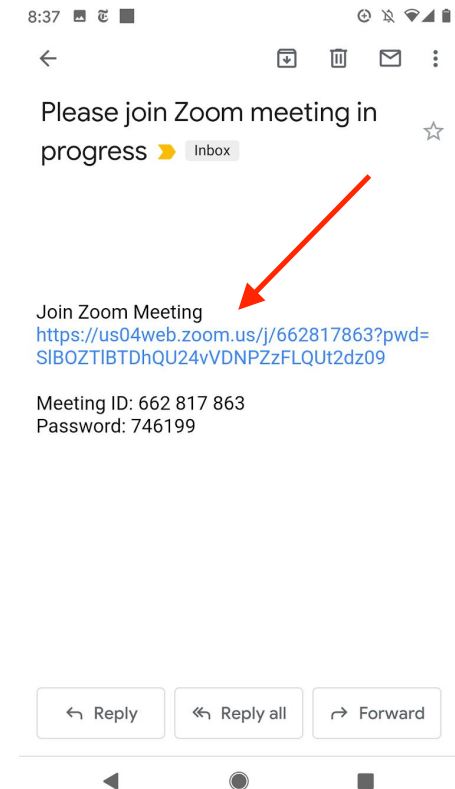 8:37
Please join Zoom meeting in
progress Inbox
Join Zoom Meeting
https://us04web.zoom.us/j/662817863?pwd=
SlBOZTlBTDhQU24vVDNPZzFLQUt2dz09
Meeting ID: 662 817 863
Password: 746199
Reply Reply all Forward